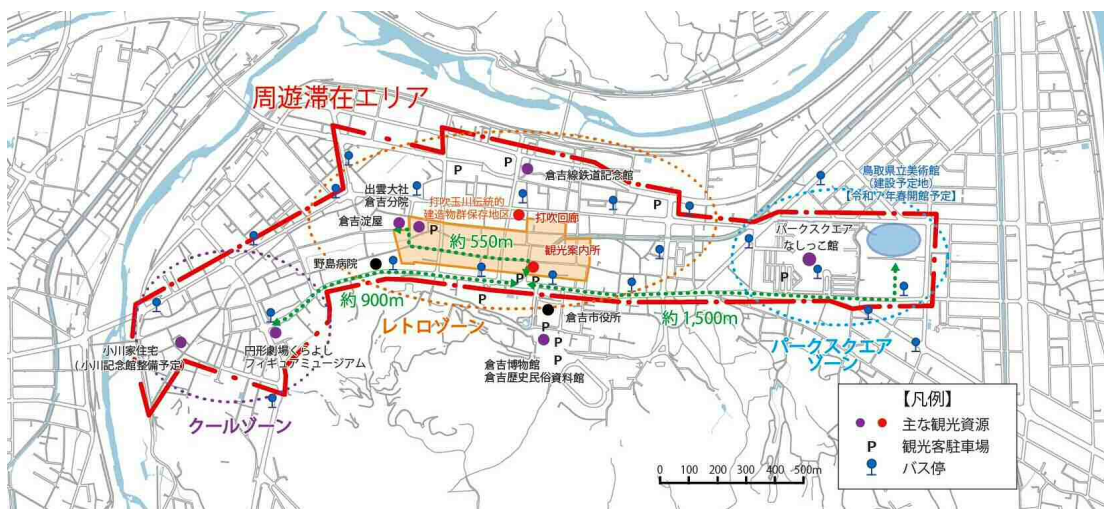 周遊滞在エリア
出雲大社
倉吉分院
打吹玉川伝統的
建造物群保存地区
倉吉線鉄道記念館
鳥取県立美術館
(建設予定地)
【令和7年春開館予定】
P
P
P
打吹回廊
倉吉淀屋
P
約550m
観光案内所
パークスクエア
なしっこ館
P
野島病院
P
P
P
約900m
レトロゾーン
倉吉市役所
約1,500m
P
パークスクエア
ゾーン
小川家住宅
(小川記念館整備予定)
円形劇場くらよし
フィギュアミュージアム
P
P
倉吉博物館
倉吉歴史民俗資料館
クールゾーン
【凡例】
主な観光資源
P 観光客駐車場
バス停
0 100 200 300 400 500m